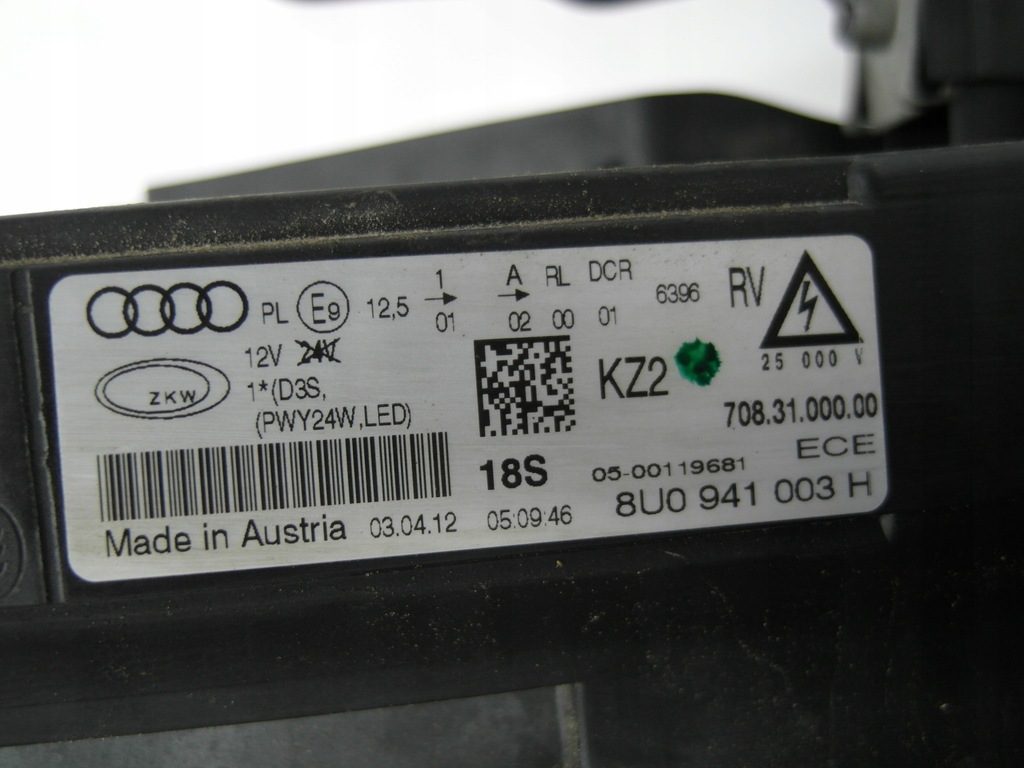 PL E9 12,5 1 01 A 02 RL 00 DCR 01 6396 RV
12V 24V
25 000 V
ZKW
1*(D3S,
(PWY24W,LED)
KZ2
708.31.000.00
ECE
18S
05-00119681
8U0 941 003 H
Made in Austria 03.04.12 05:09:46